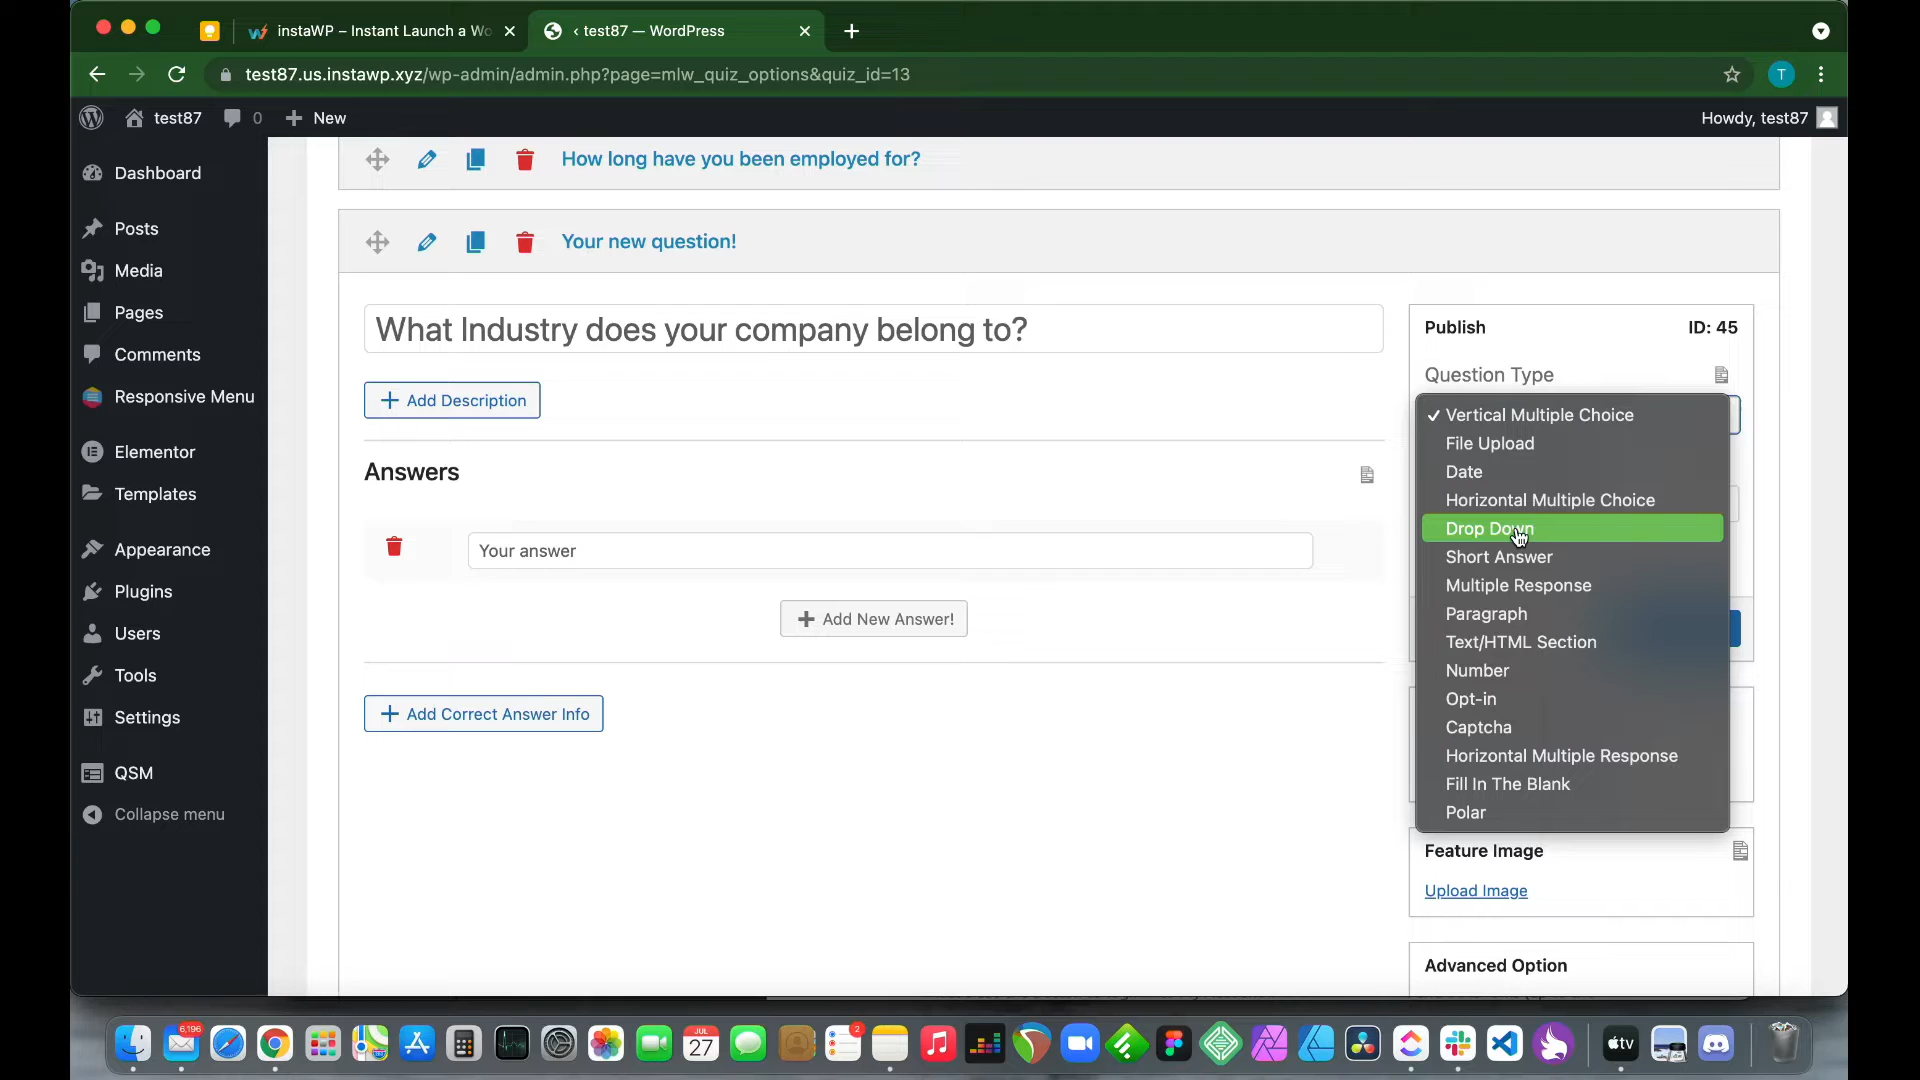 instaWP – Instant Launch a Wo
‹ test87 — WordPress
test87.us.instawp.xyz/wp-admin/admin.php?page=mlw_quiz_options&quiz_id=13
T
test87
0
New
Howdy, test87
Dashboard
Posts
Media
Pages
Comments
Responsive Menu
Elementor
Templates
Appearance
Plugins
Users
Tools
Settings
QSM
Collapse menu
How long have you been employed for?
Your new question!
What Industry does your company belong to?
Add Description
Answers
Your answer
Add New Answer!
Add Correct Answer Info
Publish ID: 45
Question Type
✓ Vertical Multiple Choice
File Upload
Date
Horizontal Multiple Choice
Drop Down
Short Answer
Multiple Response
Paragraph
Text/HTML Section
Number
Opt-in
Captcha
Horizontal Multiple Response
Fill In The Blank
Polar
Feature Image
Upload Image
Advanced Option
6,196
JUL
27
2
tv